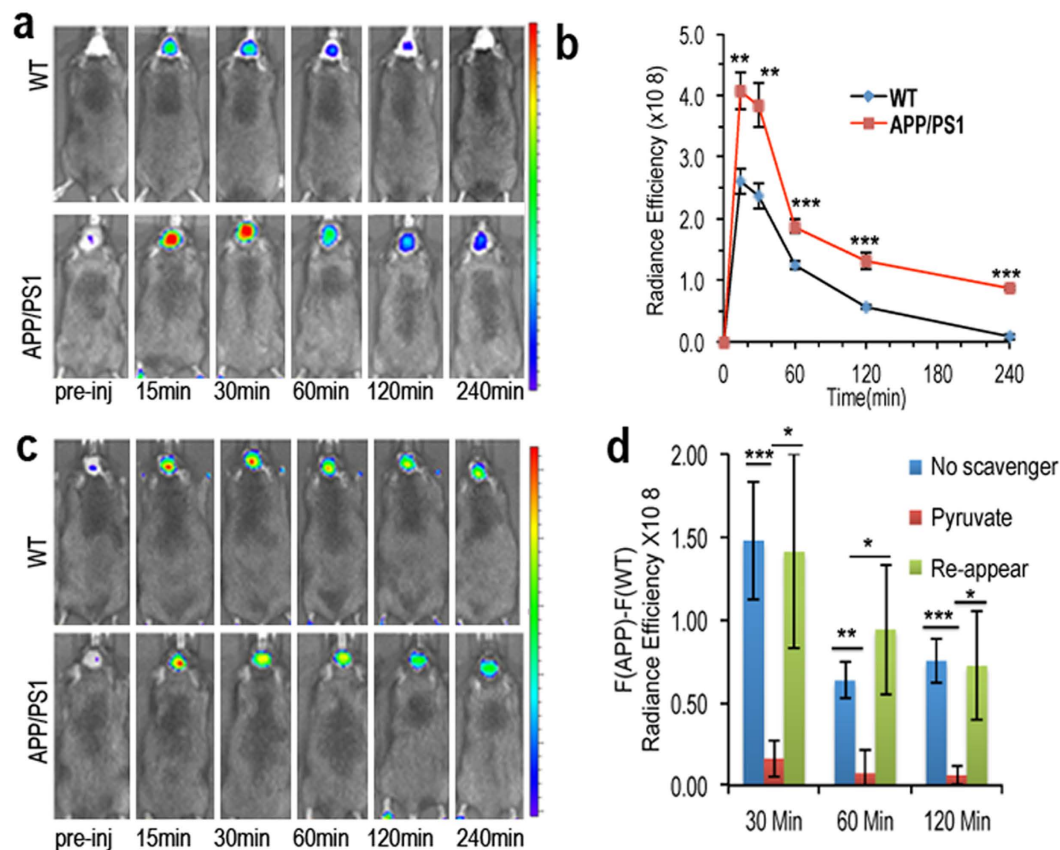 a
WT
APP/PS1
pre-inj 15min 30min 60min 120min 240min
b
5.0
4.0
3.0
2.0
1.0
0.0
Radiance Efficiency (x10 8)
** ** *** *** ***
WT
APP/PS1
0 60 120 180 240
Time(min)
c
WT
APP/PS1
pre-inj 15min 30min 60min 120min 240min
d
2.00
1.50
1.00
0.50
0.00
F(APP)-F(WT)
Radiance Efficiency X10 8
*** * ** * *** *
No scavenger
Pyruvate
Re-appear
30 Min 60 Min 120 Min